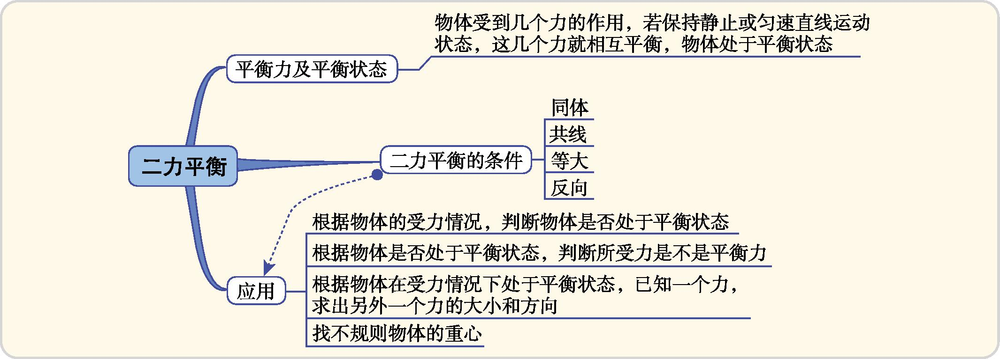 物体受到几个力的作用，若保持静止或匀速直线运动
状态，这几个力就相互平衡，物体处于平衡状态
平衡力及平衡状态
同体
共线
二力平衡
二力平衡的条件
等大
反向
根据物体的受力情况，判断物体是否处于平衡状态
根据物体是否处于平衡状态，判断所受力是不是平衡力
根据物体在受力情况下处于平衡状态，已知一个力，
求出另外一个力的大小和方向
应用
找不规则物体的重心